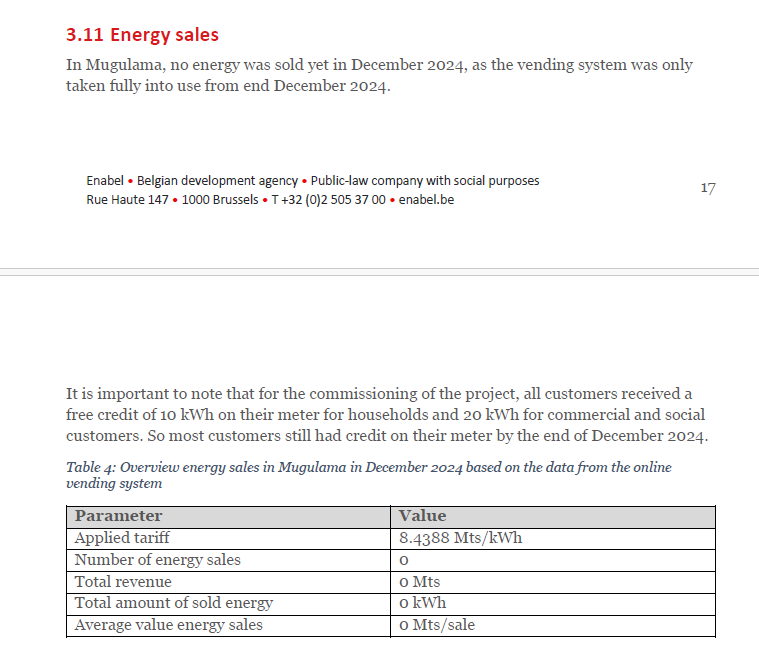 3.11 Energy sales
In Mugulama, no energy was sold yet in December 2024, as the vending system was only
taken fully into use from end December 2024.
Enabel • Belgian development agency • Public-law company with social purposes
Rue Haute 147 • 1000 Brussels • T +32 (0)2 505 37 00 • enabel.be
17
It is important to note that for the commissioning of the project, all customers received a
free credit of 10 kWh on their meter for households and 20 kWh for commercial and social
customers. So most customers still had credit on their meter by the end of December 2024.
Table 4: Overview energy sales in Mugulama in December 2024 based on the data from the online
vending system
Parameter Value
Applied tariff 8.4388 Mts/kWh
Number of energy sales 0
Total revenue 0 Mts
Total amount of sold energy 0 kWh
Average value energy sales 0 Mts/sale